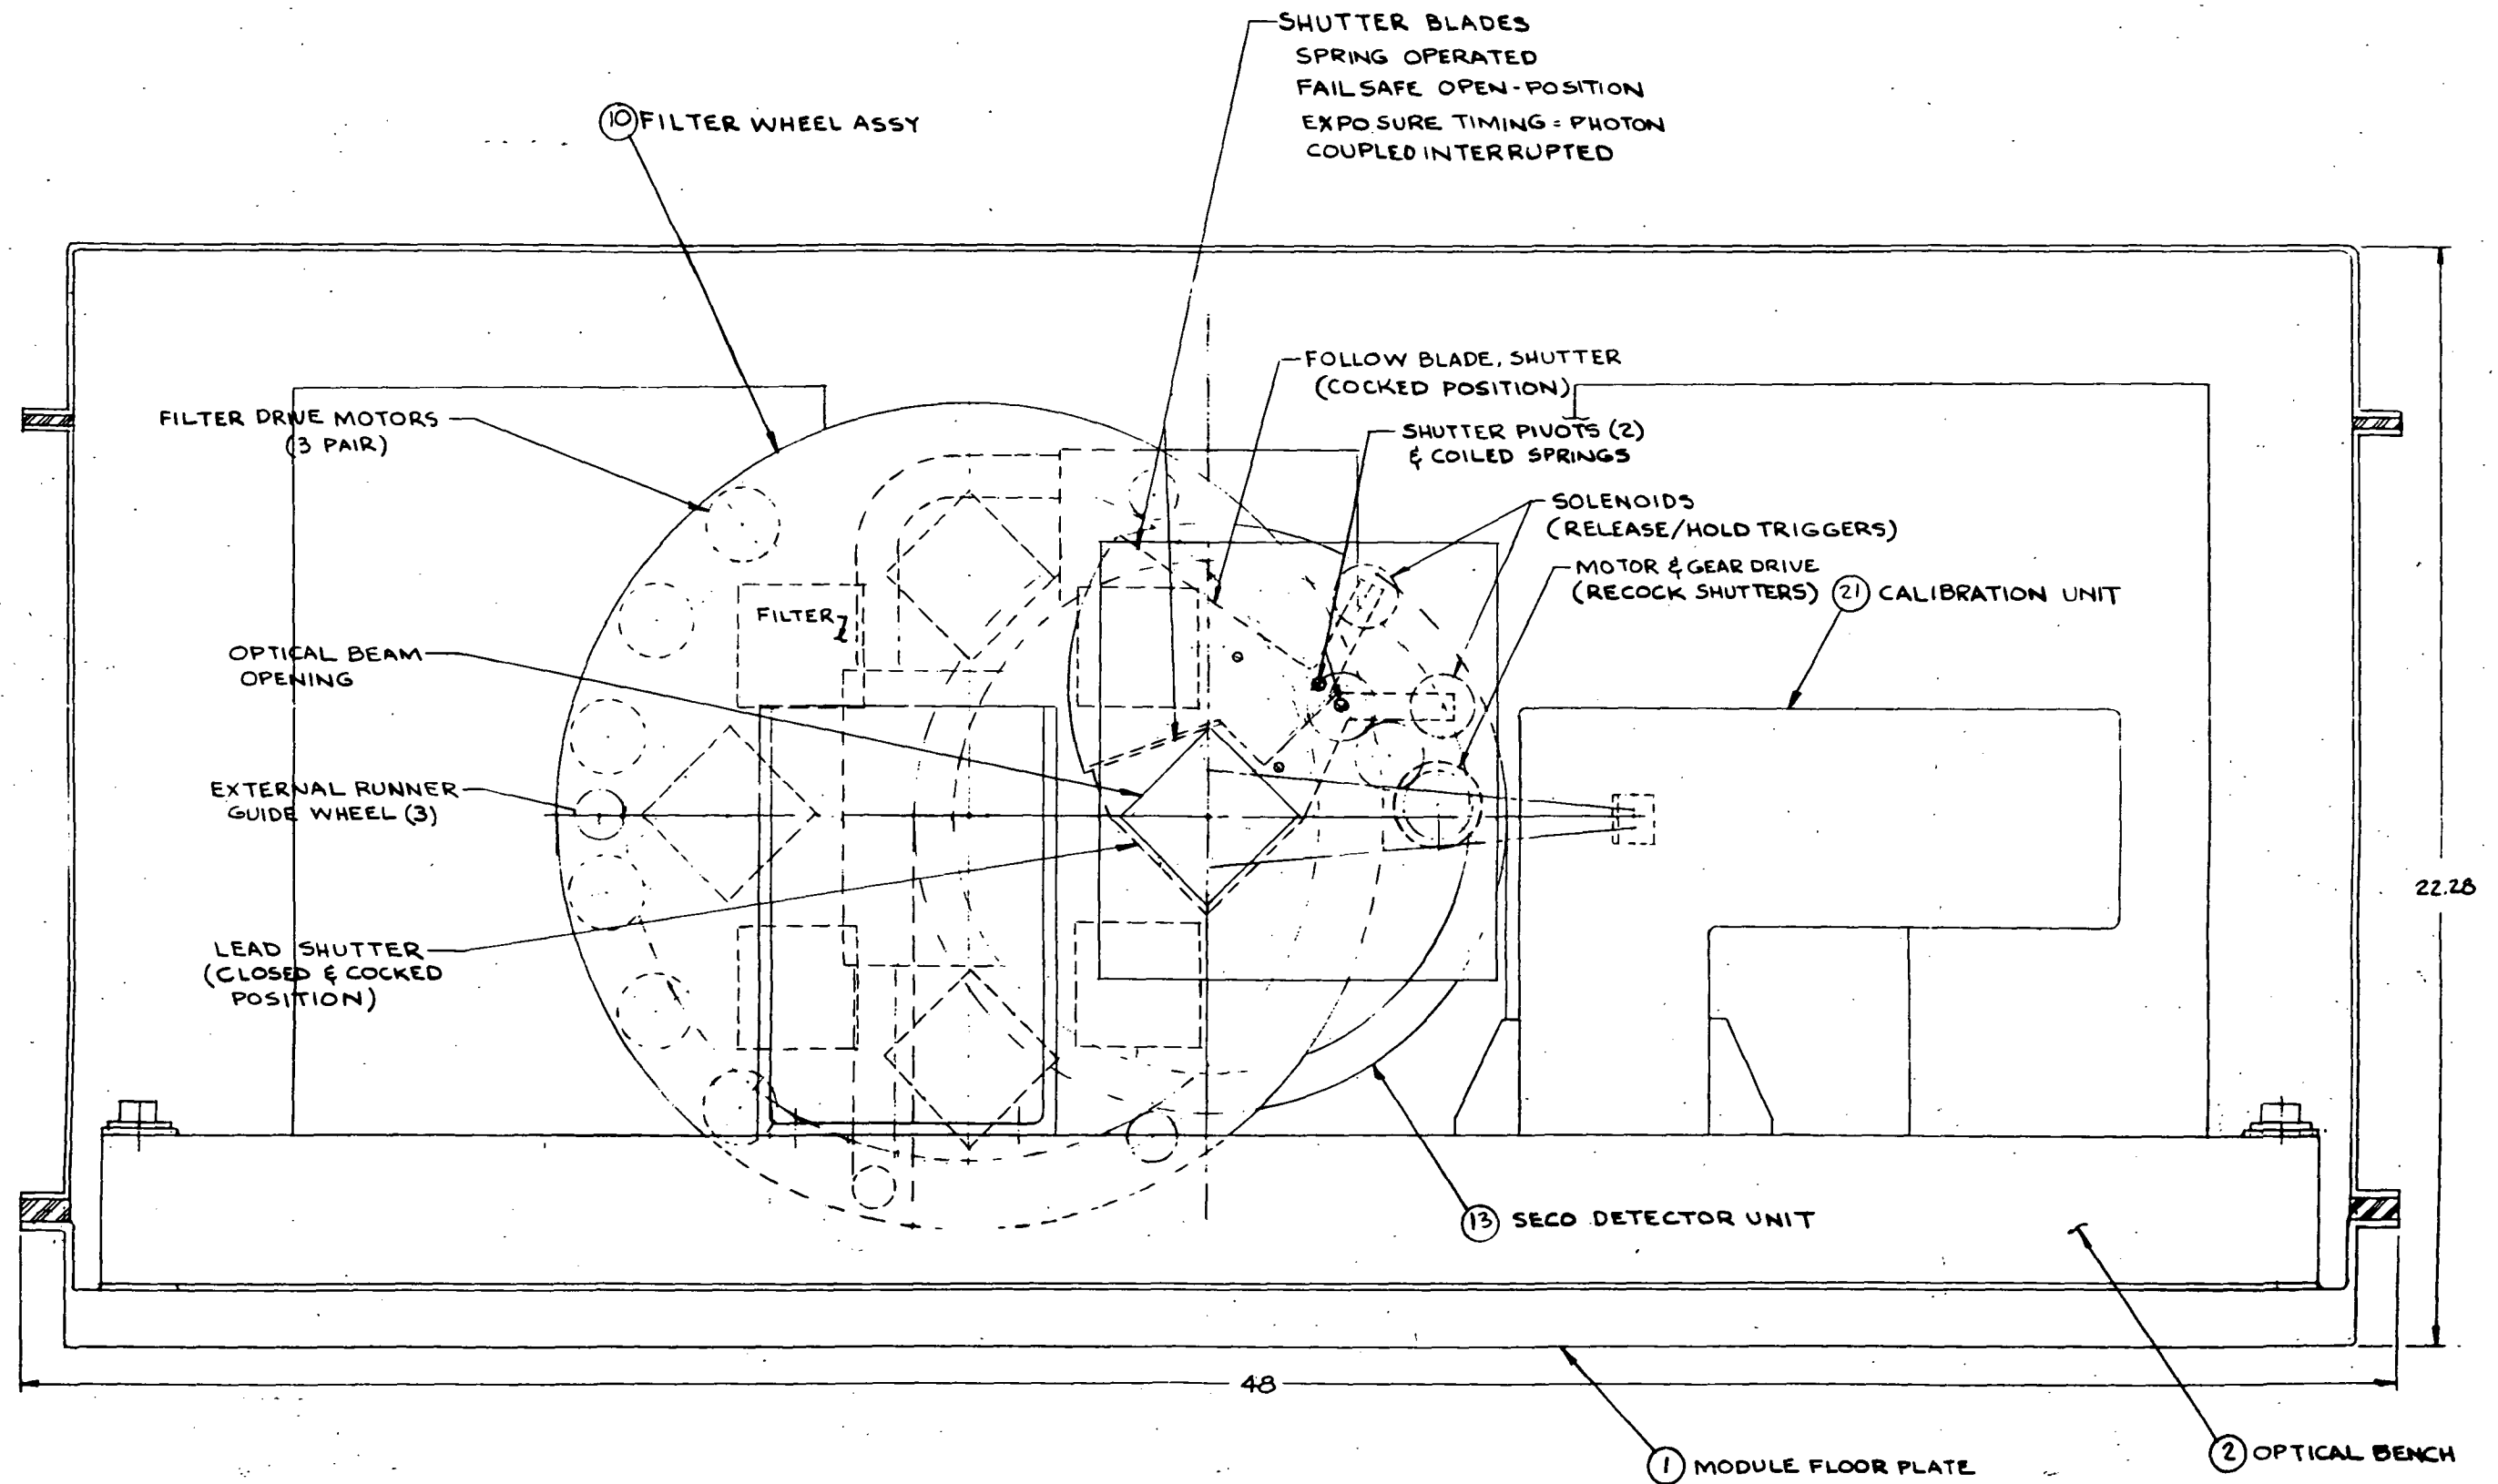 SHUTTER BLADES
SPRING OPERATED
FAILSAFE OPEN-POSITION
EXPOSURE TIMING = PHOTON
COUPLED INTERRUPTED
10 FILTER WHEEL ASSY
FOLLOW BLADE, SHUTTER
(COCKED POSITION)
FILTER DRIVE MOTORS
(3 PAIR)
SHUTTER PIVOTS (2)
& COILED SPRINGS
SOLENOIDS
(RELEASE/HOLD TRIGGERS)
MOTOR & GEAR DRIVE
(RECOCK SHUTTERS)
21 CALIBRATION UNIT
FILTER
OPTICAL BEAM
OPENING
EXTERNAL RUNNER
GUIDE WHEEL (3)
22.28
LEAD SHUTTER
(CLOSED & COCKED
POSITION)
13 SECO DETECTOR UNIT
48
1 MODULE FLOOR PLATE
2 OPTICAL BENCH